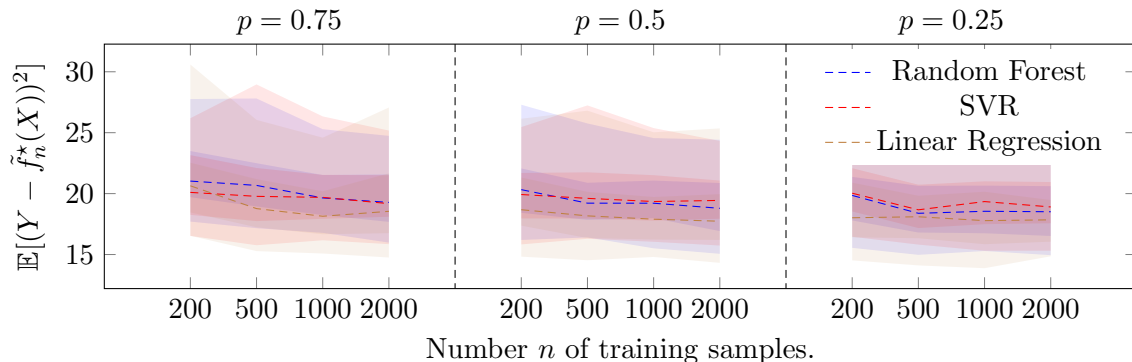 p = 0.75 p = 0.5 p = 0.25
𝔼[(Y − f̃ₙ⋆(X))²]
30
25
20
15
Random Forest
SVR
Linear Regression
200 500 1000 2000 200 500 1000 2000 200 500 1000 2000
Number n of training samples.